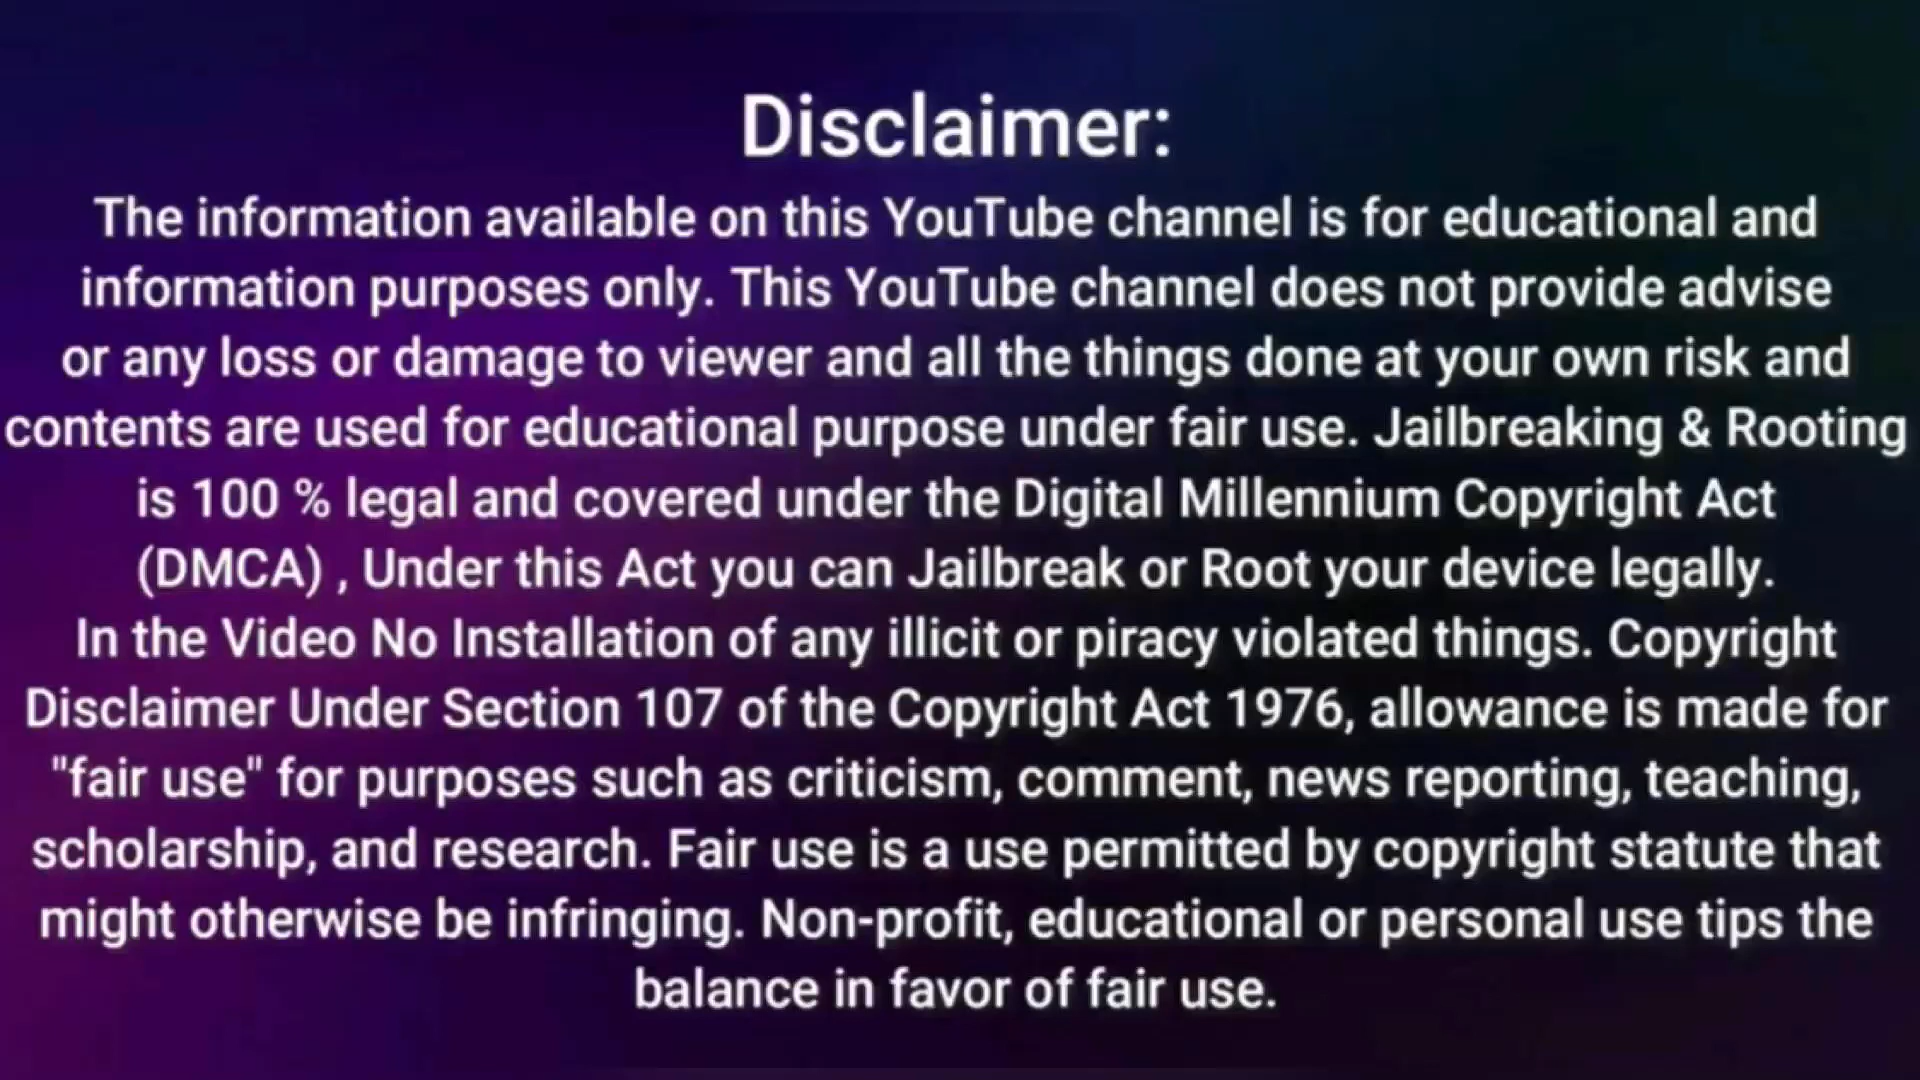 Disclaimer:
The information available on this YouTube channel is for educational and
information purposes only. This YouTube channel does not provide advise
or any loss or damage to viewer and all the things done at your own risk and
contents are used for educational purpose under fair use. Jailbreaking & Rooting
is 100 % legal and covered under the Digital Millennium Copyright Act
(DMCA) , Under this Act you can Jailbreak or Root your device legally.
In the Video No Installation of any illicit or piracy violated things. Copyright
Disclaimer Under Section 107 of the Copyright Act 1976, allowance is made for
"fair use" for purposes such as criticism, comment, news reporting, teaching,
scholarship, and research. Fair use is a use permitted by copyright statute that
might otherwise be infringing. Non-profit, educational or personal use tips the
balance in favor of fair use.